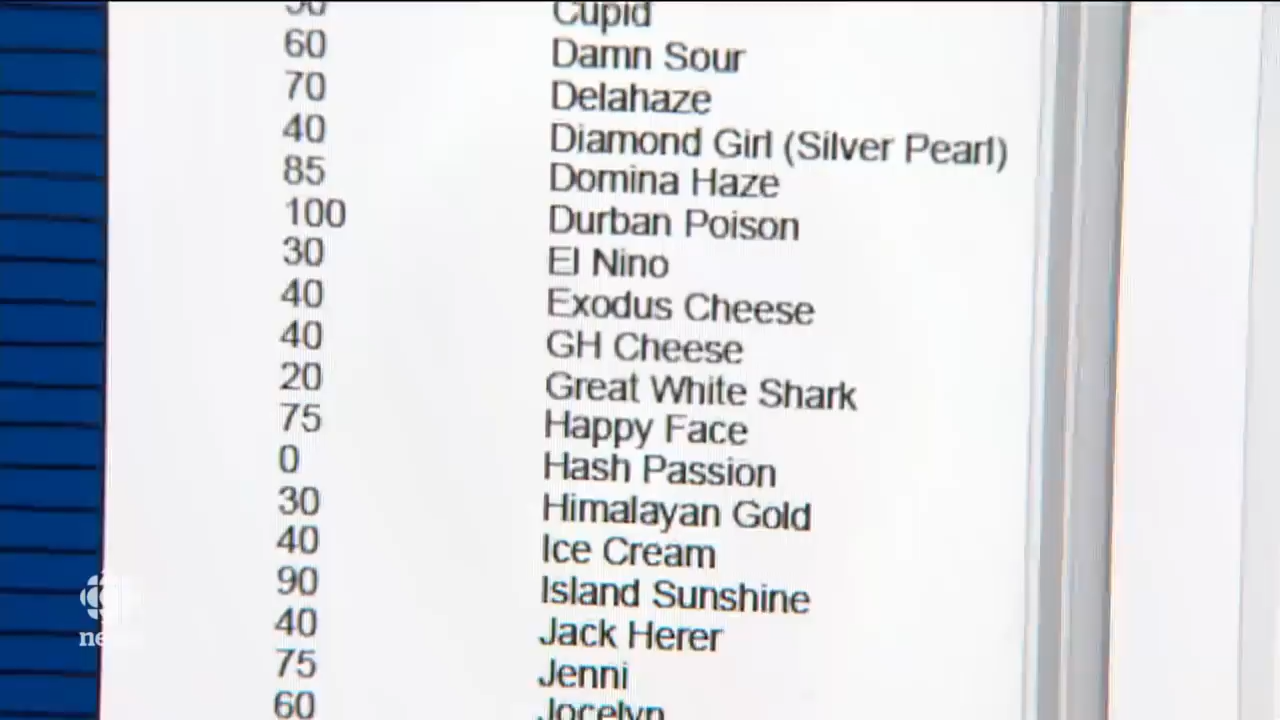 50 Cupid
60 Damn Sour
70 Delahaze
40 Diamond Girl (Silver Pearl)
85 Domina Haze
100 Durban Poison
30 El Nino
40 Exodus Cheese
40 GH Cheese
20 Great White Shark
75 Happy Face
0 Hash Passion
30 Himalayan Gold
40 Ice Cream
90 Island Sunshine
40 Jack Herer
75 Jenni
60 Jocelyn